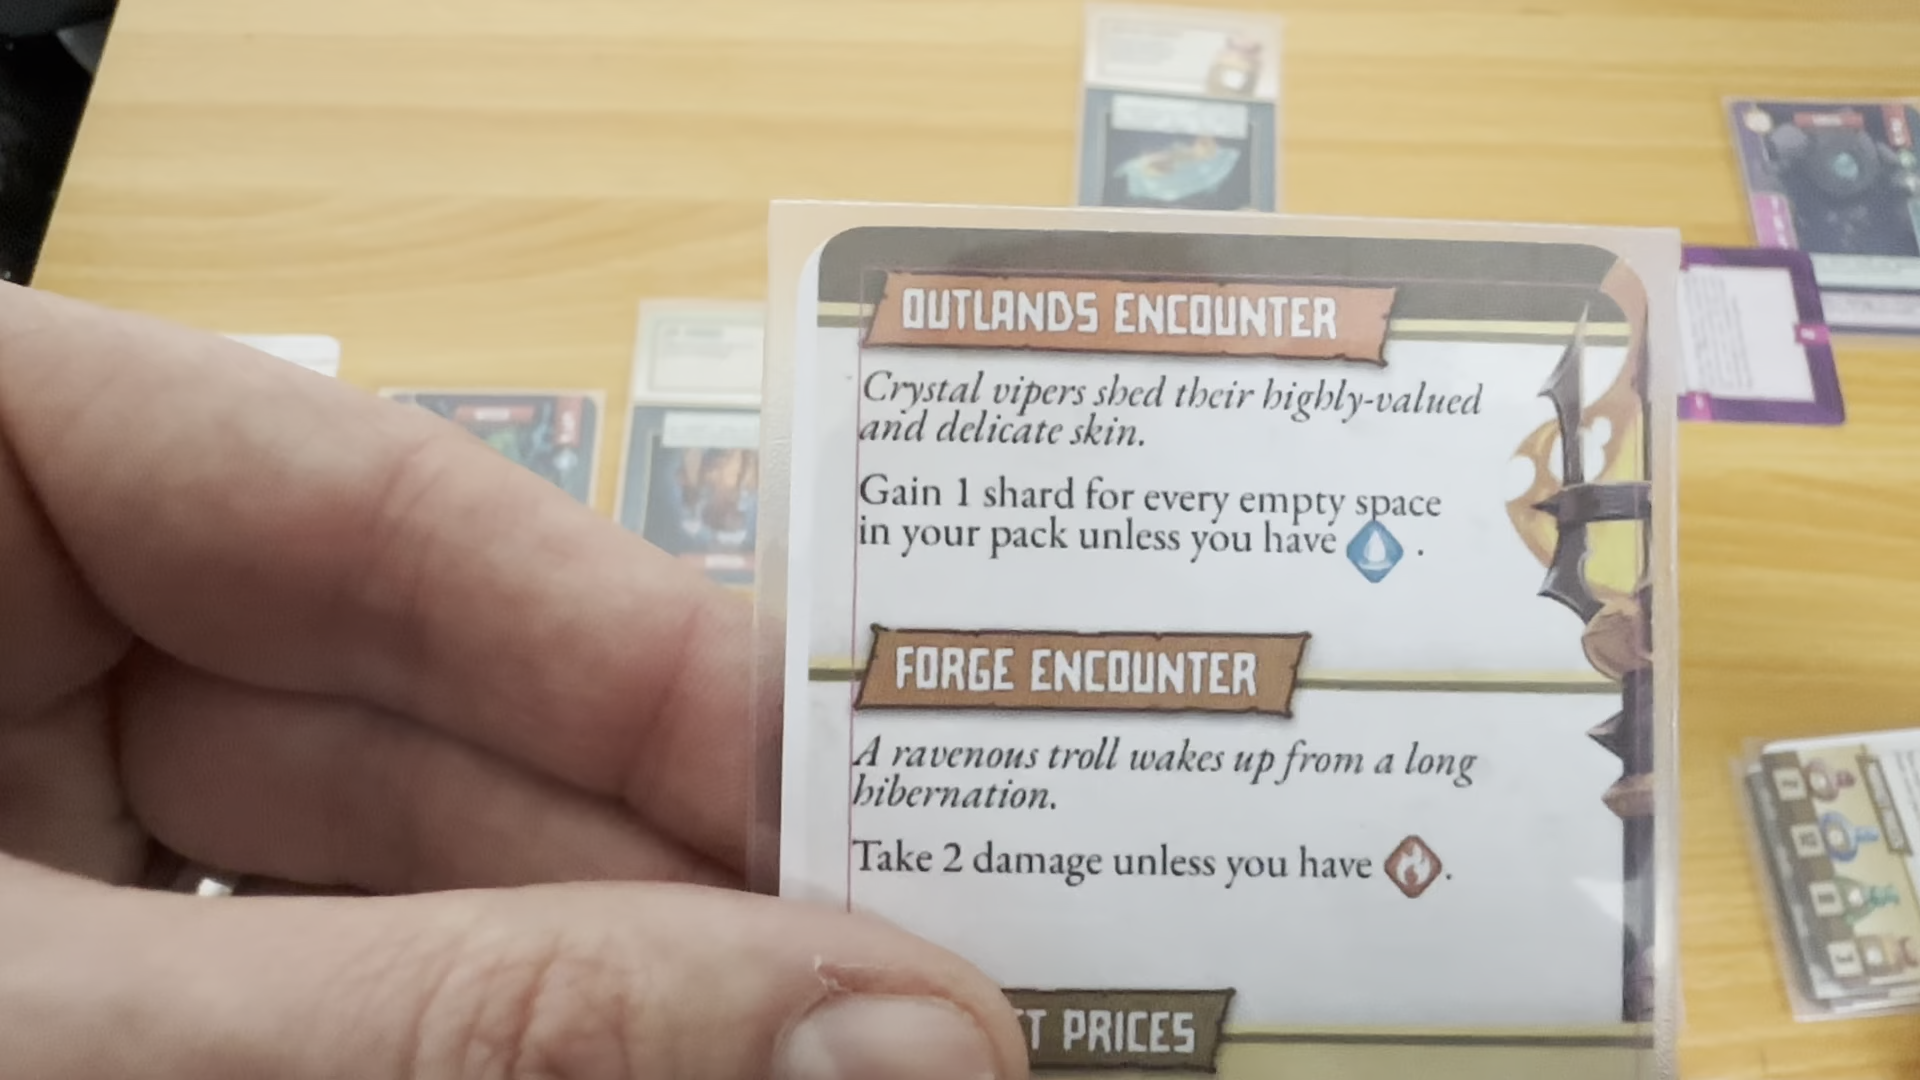 OUTLANDS ENCOUNTER
Crystal vipers shed their highly-valued
and delicate skin.
Gain 1 shard for every empty space
in your pack unless you have .
FORGE ENCOUNTER
A ravenous troll wakes up from a long
hibernation.
Take 2 damage unless you have .
PRICES